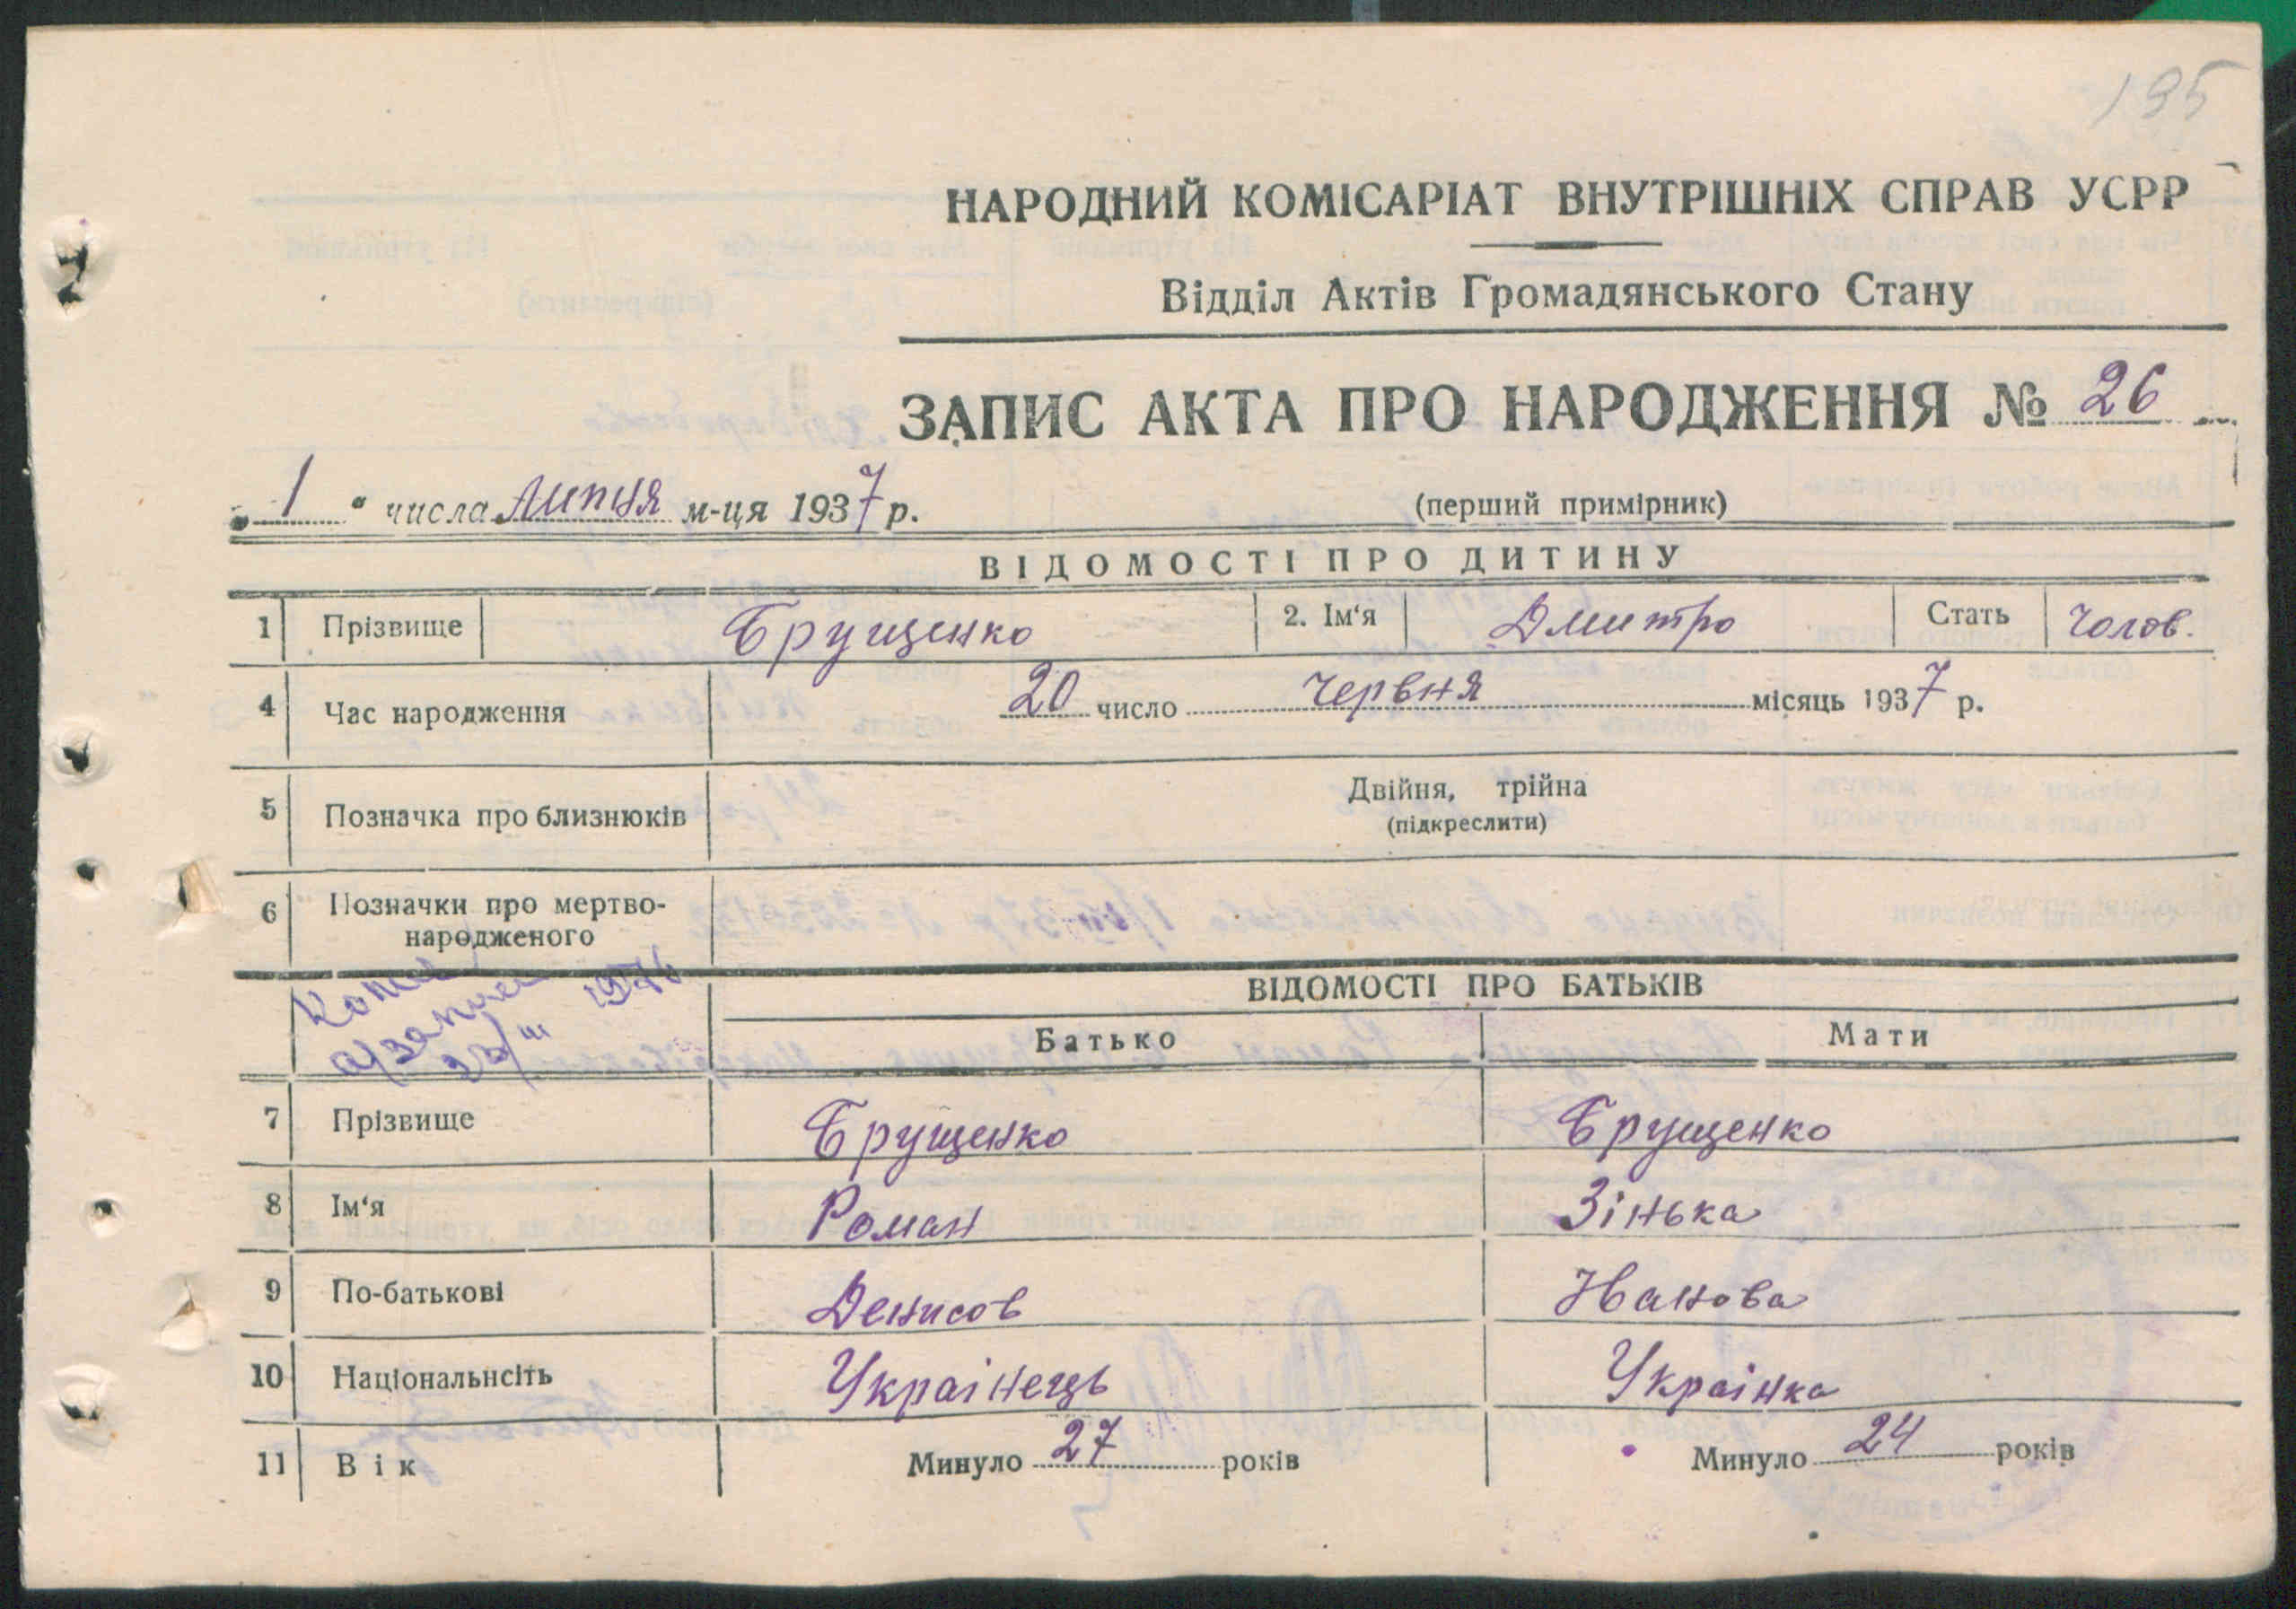 195
НАРОДНИЙ КОМІСАРІАТ ВНУТРІШНІХ СПРАВ УСРР
Відділ Актів Громадянського Стану
ЗАПИС АКТА ПРО НАРОДЖЕННЯ № 26
„ 1 “ числа липня м-ця 1937 р.
(перший примірник)
ВІДОМОСТІ ПРО ДИТИНУ
1 Прізвище Брущенко 2. Ім‘я Дмитро Стать Чолов.
4 Час народження 20 число червня місяць 1937 р.
5 Позначка про близнюків Двійня, трійна
(підкреслити)
6 Позначки про мертво-
народженого
ВІДОМОСТІ ПРО БАТЬКІВ
Батько Мати
7 Прізвище Брущенко Брущенко
8 Ім‘я Роман Зінька
9 По-батькові Денисов Иванова
10 Національнсіть Украінець Украінка
11 Вік Минуло 27 років Минуло 24 років